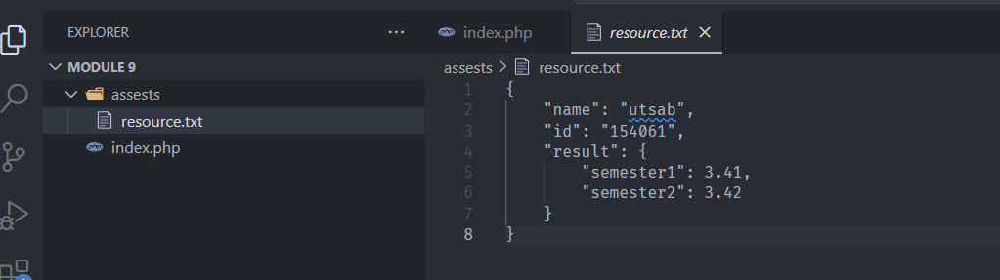 EXPLORER
MODULE 9
assests
resource.txt
index.php
index.php
resource.txt
assests > resource.txt
1 {
2 "name": "utsab",
3 "id": "154061",
4 "result": {
5 "semester1": 3.41,
6 "semester2": 3.42
7 }
8 }